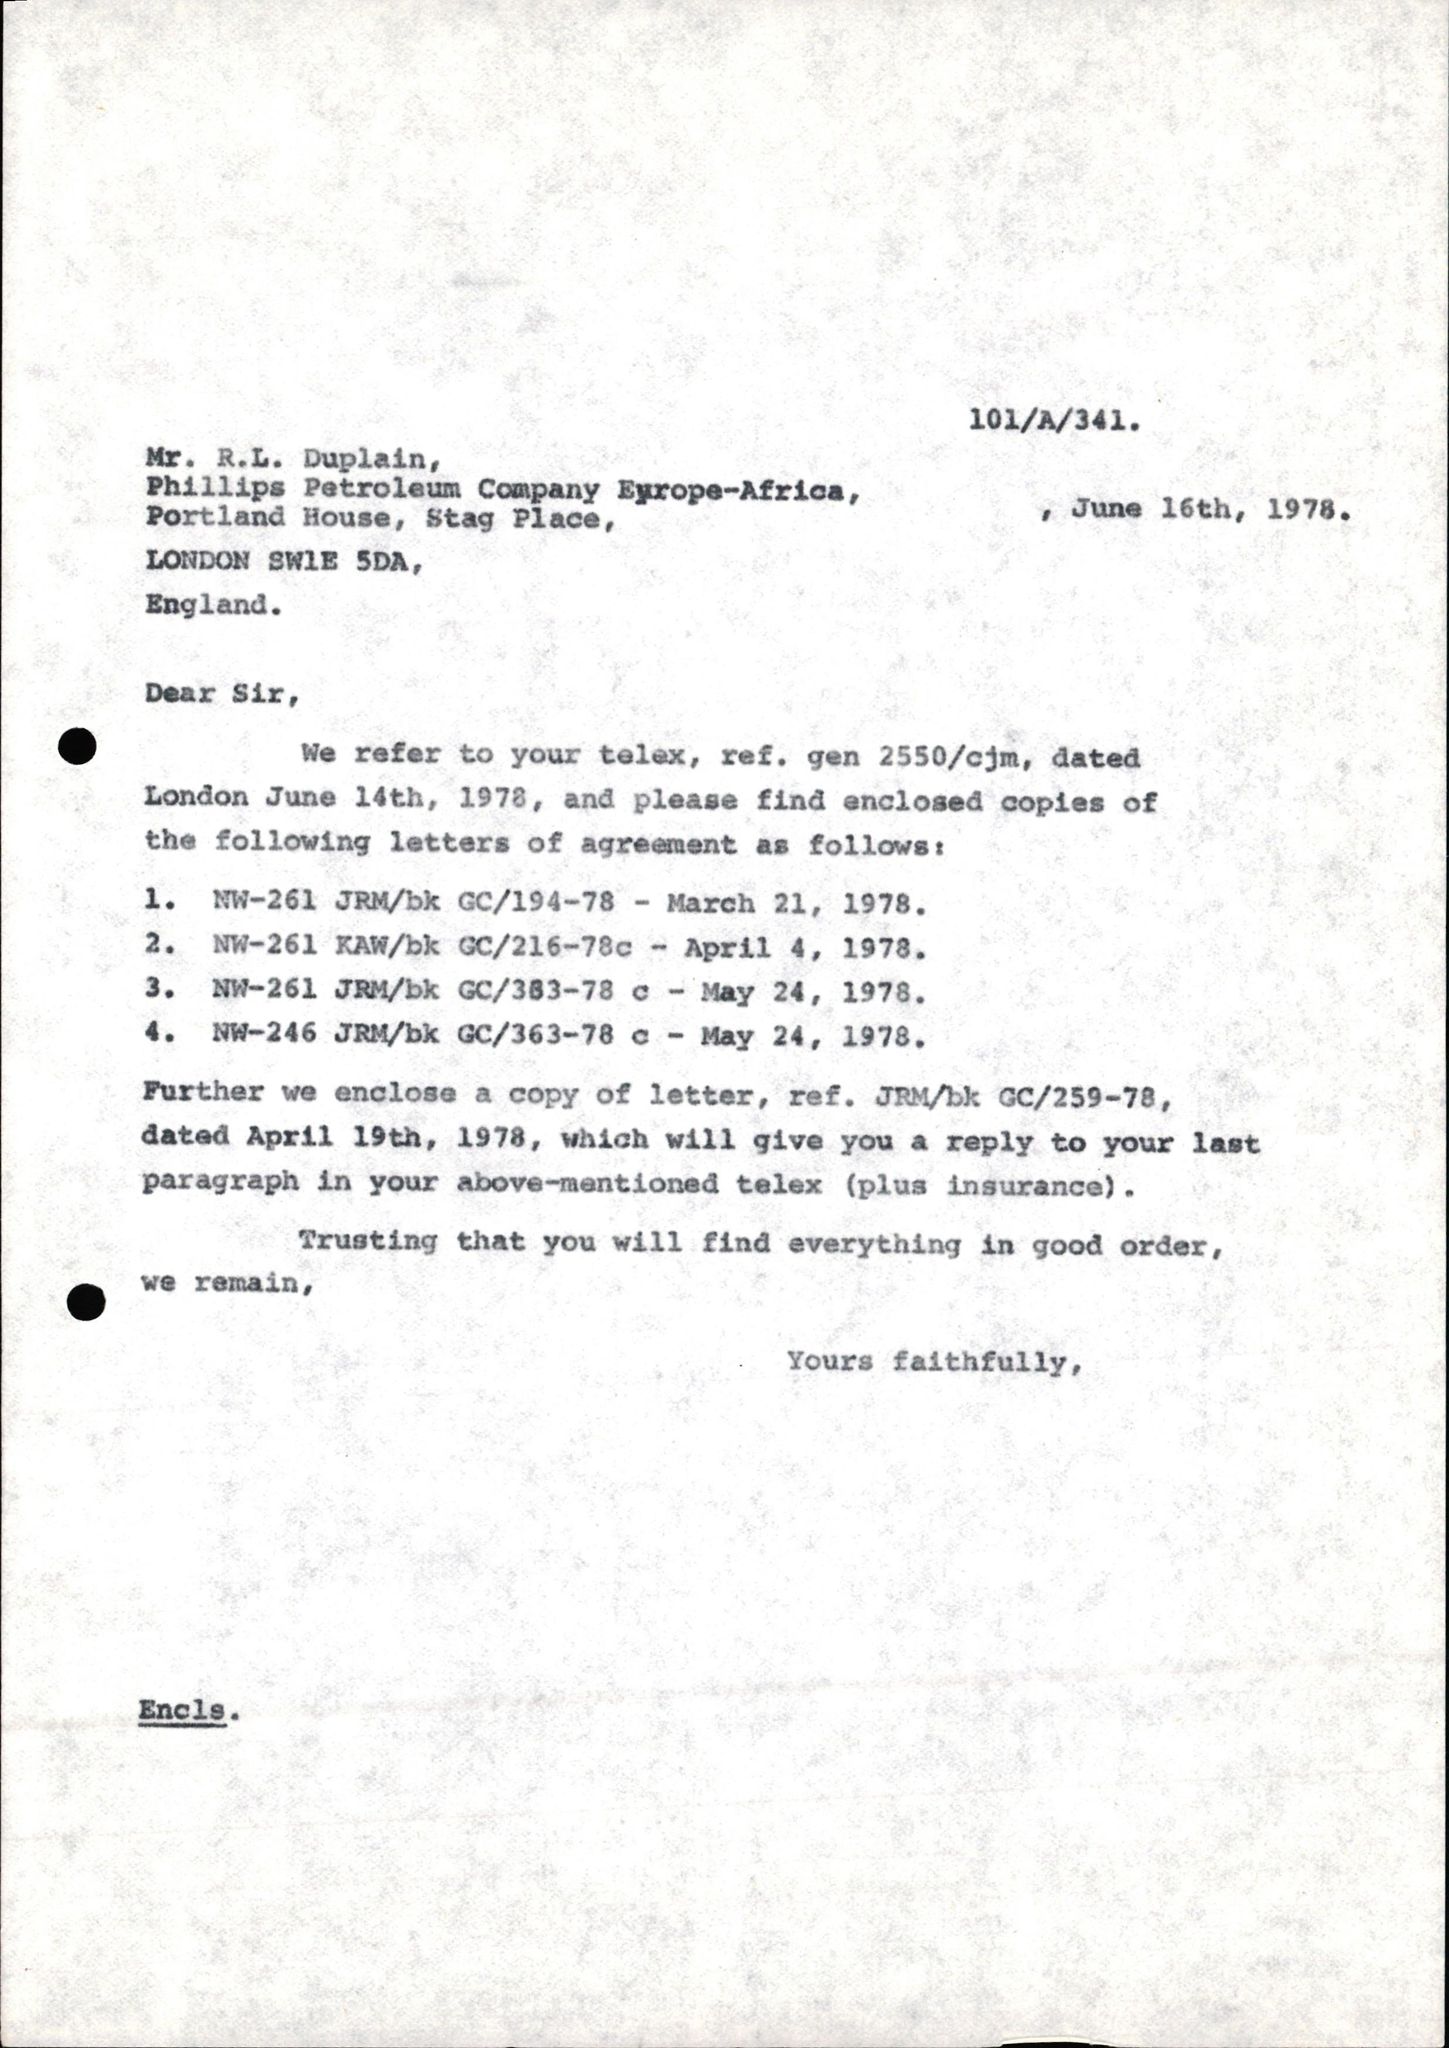 101/A/341.
Mr. R.L. Duplain,
Phillips Petroleum Company Europe-Africa,
Portland House, Stag Place,
, June 16th, 1978.
LONDON SW1E 5DA,
England.
Dear Sir,
We refer to your telex, ref. gen 2550/cjm, dated
London June 14th, 1978, and please find enclosed copies of
the following letters of agreement as follows:
1. NW-261 JRM/bk GC/194-78 - March 21, 1978.
2. NW-261 KAW/bk GC/216-78c - April 4, 1978.
3. NW-261 JRM/bk c - May 24, 1978.
4. NW-246 JRM/bk GC/363-78 c - May 24, 1978.
Further we enclose a copy of letter, ref. JRM/bk GC/259-78,
dated April 19th, 1978, which will give you a reply to your last
paragraph in your above-mentioned telex (plus insurance).
Trusting that you will find everything in good order,
we remain,
Yours faithfully,
Encls.